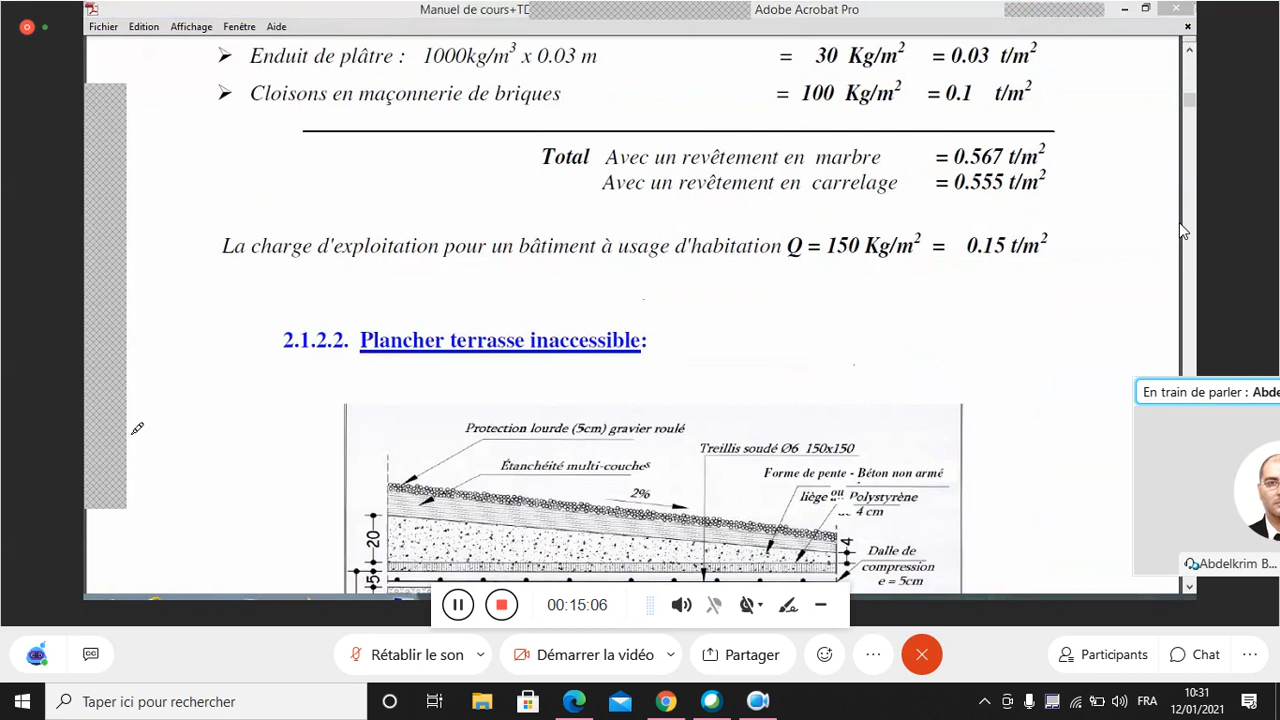 Manuel de cours+TD Adobe Acrobat Pro
Fichier Edition Affichage Fenêtre Aide
➢ Enduit de plâtre : 1000kg/m³ x 0.03 m = 30 Kg/m² = 0.03 t/m²
➢ Cloisons en maçonnerie de briques = 100 Kg/m² = 0.1 t/m²
Total Avec un revêtement en marbre = 0.567 t/m²
Avec un revêtement en carrelage = 0.555 t/m²
La charge d'exploitation pour un bâtiment à usage d'habitation Q = 150 Kg/m² = 0.15 t/m²
2.1.2.2. Plancher terrasse inaccessible:
En train de parler : Abde
Protection lourde (5cm) gravier roulé
Treillis soudé Ø6 150x150
Étanchéité multi-couches
Forme de pente - Béton non armé
2%
liège ou Polystyrène
4 cm
20
4
Dalle de
compression
e = 5cm
5
Abdelkrim B...
00:15:06
Rétablir le son Démarrer la vidéo Partager Participants Chat
Taper ici pour rechercher
FRA
10:31
12/01/2021